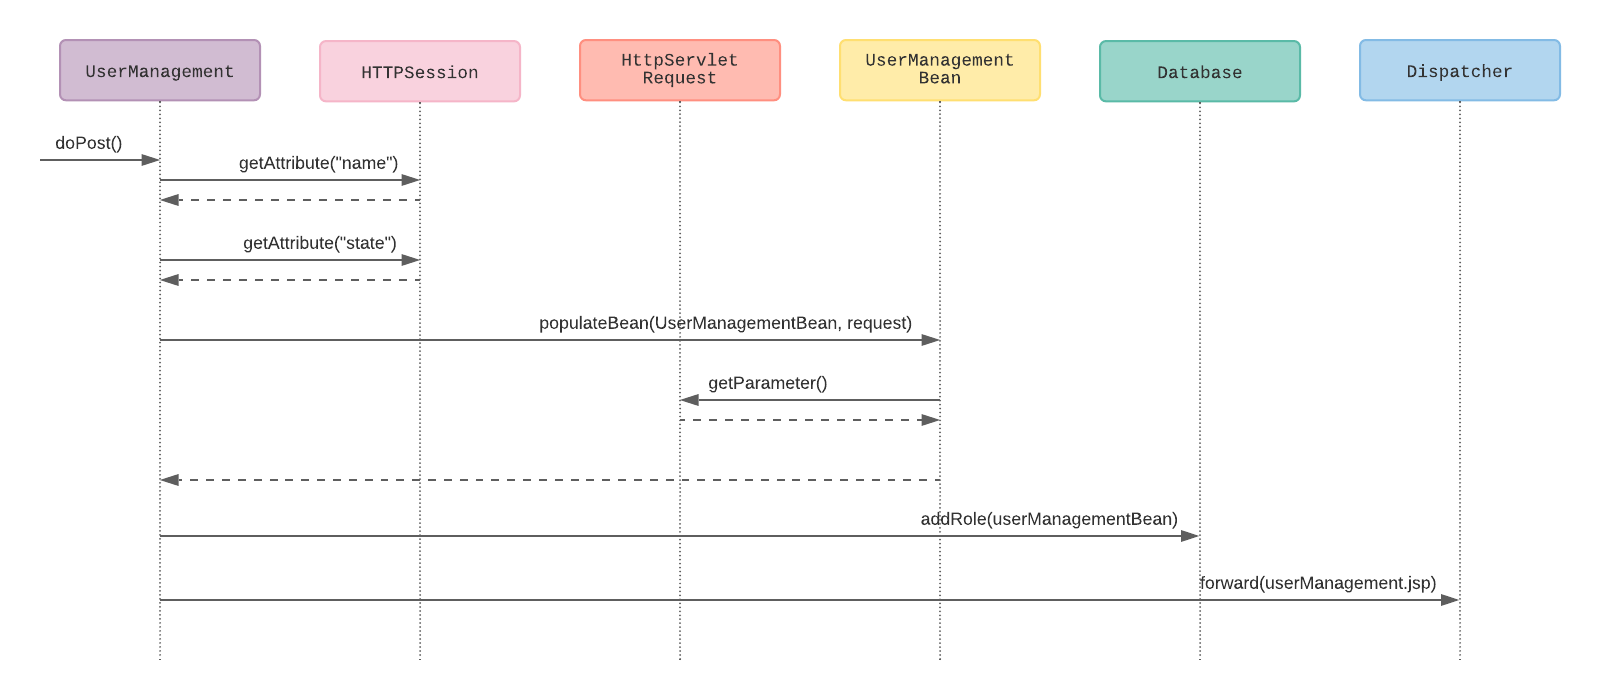 UserManagement
HTTPSession
HttpServlet
Request
UserManagement
Bean
Database
Dispatcher
doPost()
getAttribute("name")
getAttribute("state")
populateBean(UserManagementBean, request)
getParameter()
addRole(userManagementBean)
forward(userManagement.jsp)